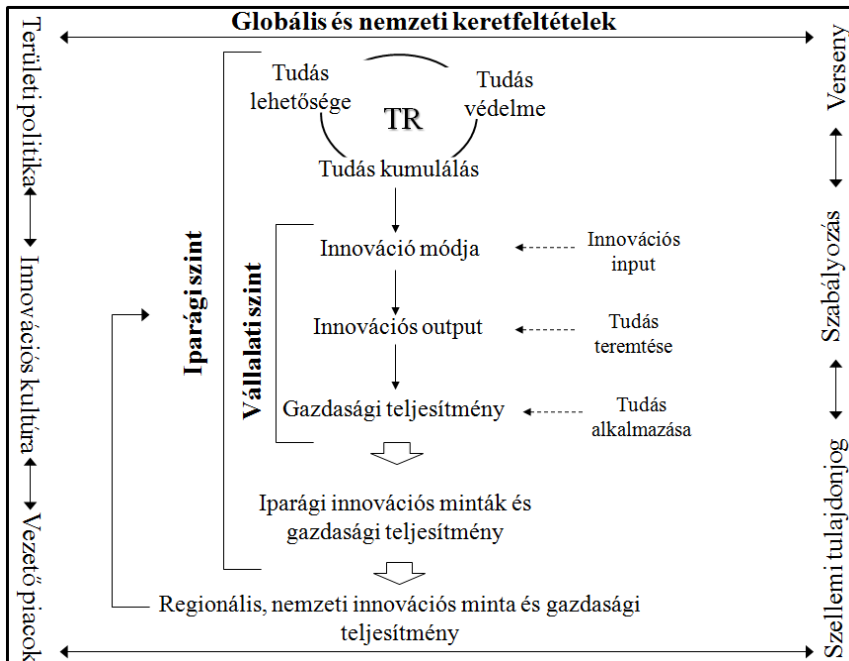 Globális és nemzeti keretfeltételek
Területi politika
Innovációs kultúra
Vezető piacok
Iparági szint
Vállalati szint
Tudás
lehetősége
Tudás
védelme
TR
Tudás kumulálás
Innováció módja
Innovációs
input
Innovációs output
Tudás
teremtése
Gazdasági teljesítmény
Tudás
alkalmazása
Iparági innovációs minták és
gazdasági teljesítmény
Regionális, nemzeti innovációs minta és gazdasági
teljesítmény
Verseny
Szabályozás
Szellemi tulajdonjog